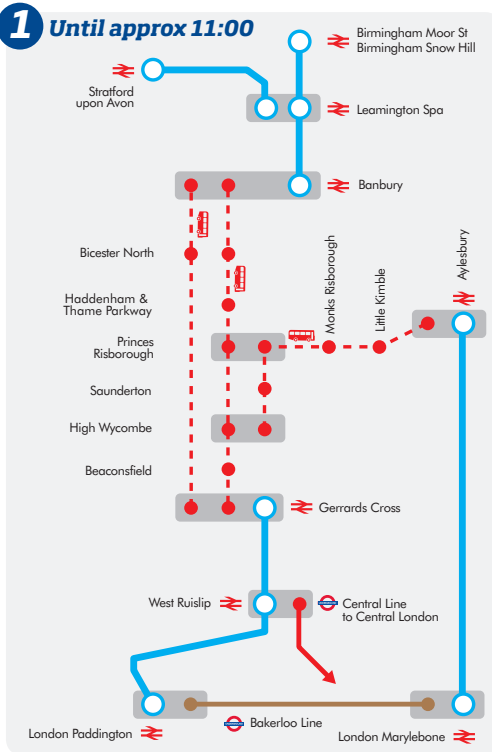 1 Until approx 11:00
Birmingham Moor St
Birmingham Snow Hill
Stratford
upon Avon
Leamington Spa
Banbury
Bicester North
Haddenham &
Thame Parkway
Princes
Risborough
Monks Risborough
Little Kimble
Aylesbury
Saunderton
High Wycombe
Beaconsfield
Gerrards Cross
West Ruislip
Central Line
to Central London
London Paddington
Bakerloo Line
London Marylebone